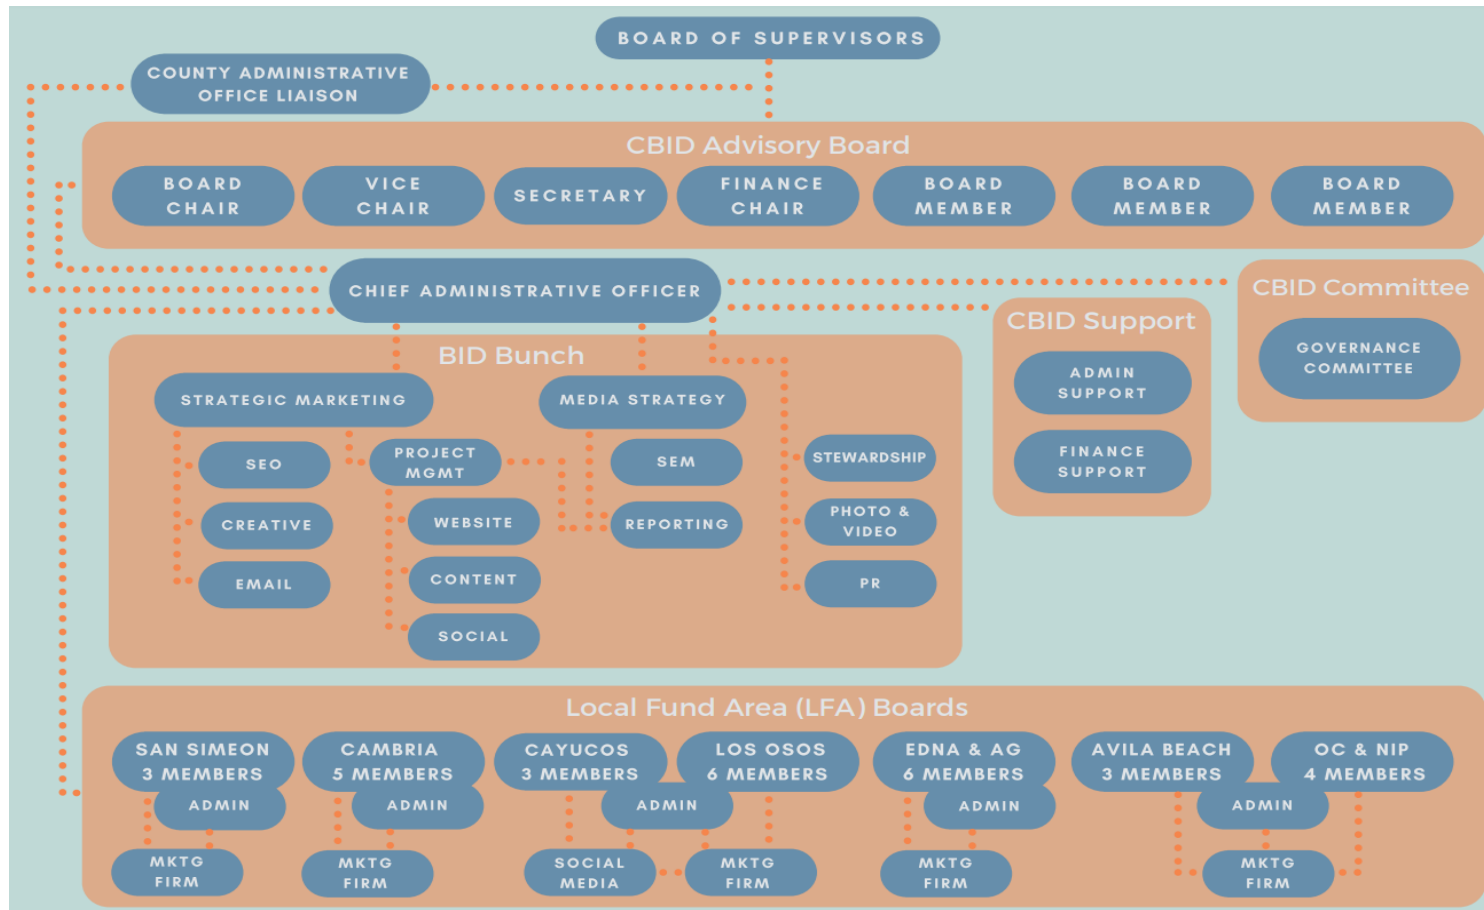 BOARD OF SUPERVISORS
COUNTY ADMINISTRATIVE
OFFICE LIAISON
CBID Advisory Board
BOARD
CHAIR
VICE
CHAIR
SECRETARY
FINANCE
CHAIR
BOARD
MEMBER
BOARD
MEMBER
BOARD
MEMBER
CHIEF ADMINISTRATIVE OFFICER
CBID Committee
GOVERNANCE
COMMITTEE
CBID Support
ADMIN
SUPPORT
FINANCE
SUPPORT
BID Bunch
STRATEGIC MARKETING
SEO
CREATIVE
EMAIL
PROJECT
MGMT
WEBSITE
CONTENT
SOCIAL
MEDIA STRATEGY
SEM
REPORTING
STEWARDSHIP
PHOTO &
VIDEO
PR
Local Fund Area (LFA) Boards
SAN SIMEON
3 MEMBERS
ADMIN
MKTG
FIRM
CAMBRIA
5 MEMBERS
ADMIN
MKTG
FIRM
CAYUCOS
3 MEMBERS
LOS OSOS
6 MEMBERS
ADMIN
SOCIAL
MEDIA
MKTG
FIRM
EDNA & AG
6 MEMBERS
ADMIN
MKTG
FIRM
AVILA BEACH
3 MEMBERS
OC & NIP
4 MEMBERS
ADMIN
MKTG
FIRM